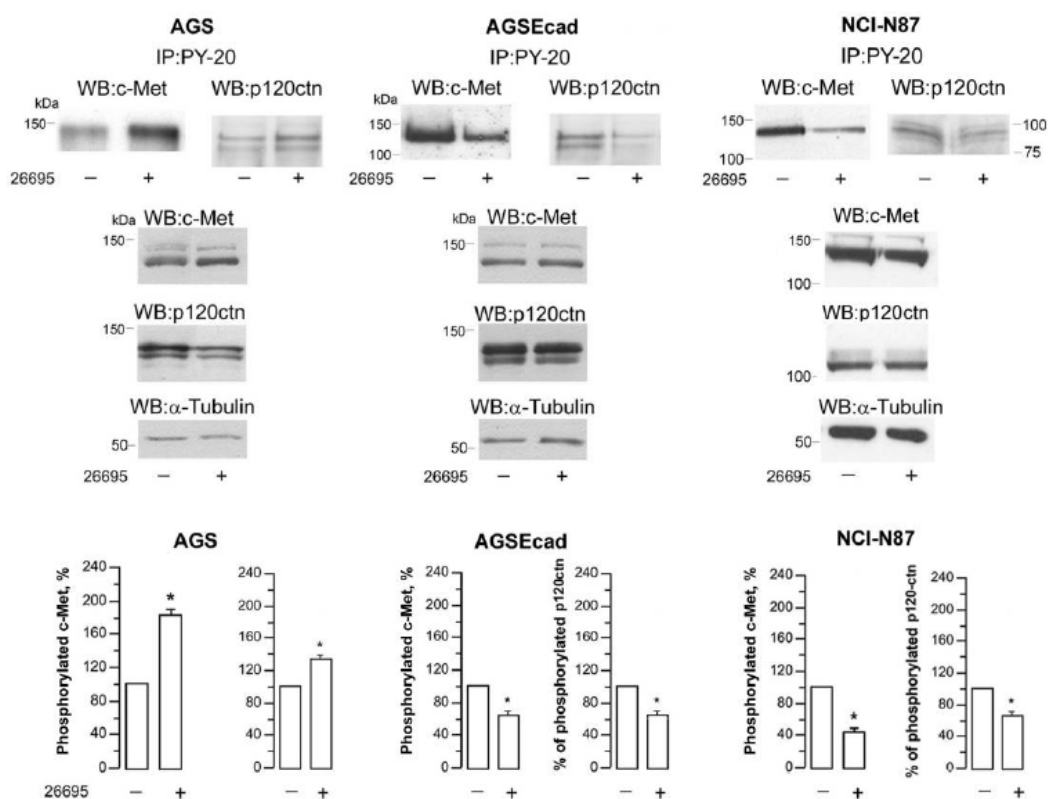 AGS
IP:PY-20
WB:c-Met WB:p120ctn
kDa
150
26695 – + – +
kDa WB:c-Met
150
WB:p120ctn
150
WB:α-Tubulin
50
26695 – +
AGSEcad
IP:PY-20
WB:c-Met WB:p120ctn
kDa
150
100
26695 – + – +
kDa WB:c-Met
150
WB:p120ctn
150
WB:α-Tubulin
50
26695 – +
NCI-N87
IP:PY-20
WB:c-Met WB:p120ctn
kDa
150
100
100
75
26695 – + – +
WB:c-Met
150
100
WB:p120ctn
100
WB:α-Tubulin
50
26695 – +
AGS
Phosphorylated c-Met, %
240
200
180
160
120
80
40
0
*
240
200
160
120
80
40
0
*
26695 – + – +
AGSEcad
Phosphorylated c-Met, %
240
200
160
120
80
40
0
*
% of phosphorylated p120ctn
240
200
160
120
80
40
0
*
– + – +
NCI-N87
Phosphorylated c-Met, %
240
200
160
120
80
40
0
*
% of phosphorylated p120-ctn
240
200
160
120
80
40
0
*
– + – +